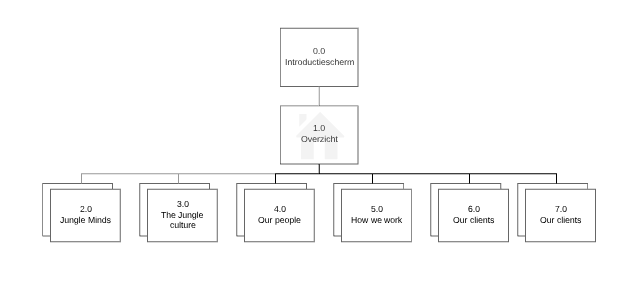 0.0
Introductiescherm
1.0
Overzicht
2.0
Jungle Minds
3.0
The Jungle
culture
4.0
Our people
5.0
How we work
6.0
Our clients
7.0
Our clients